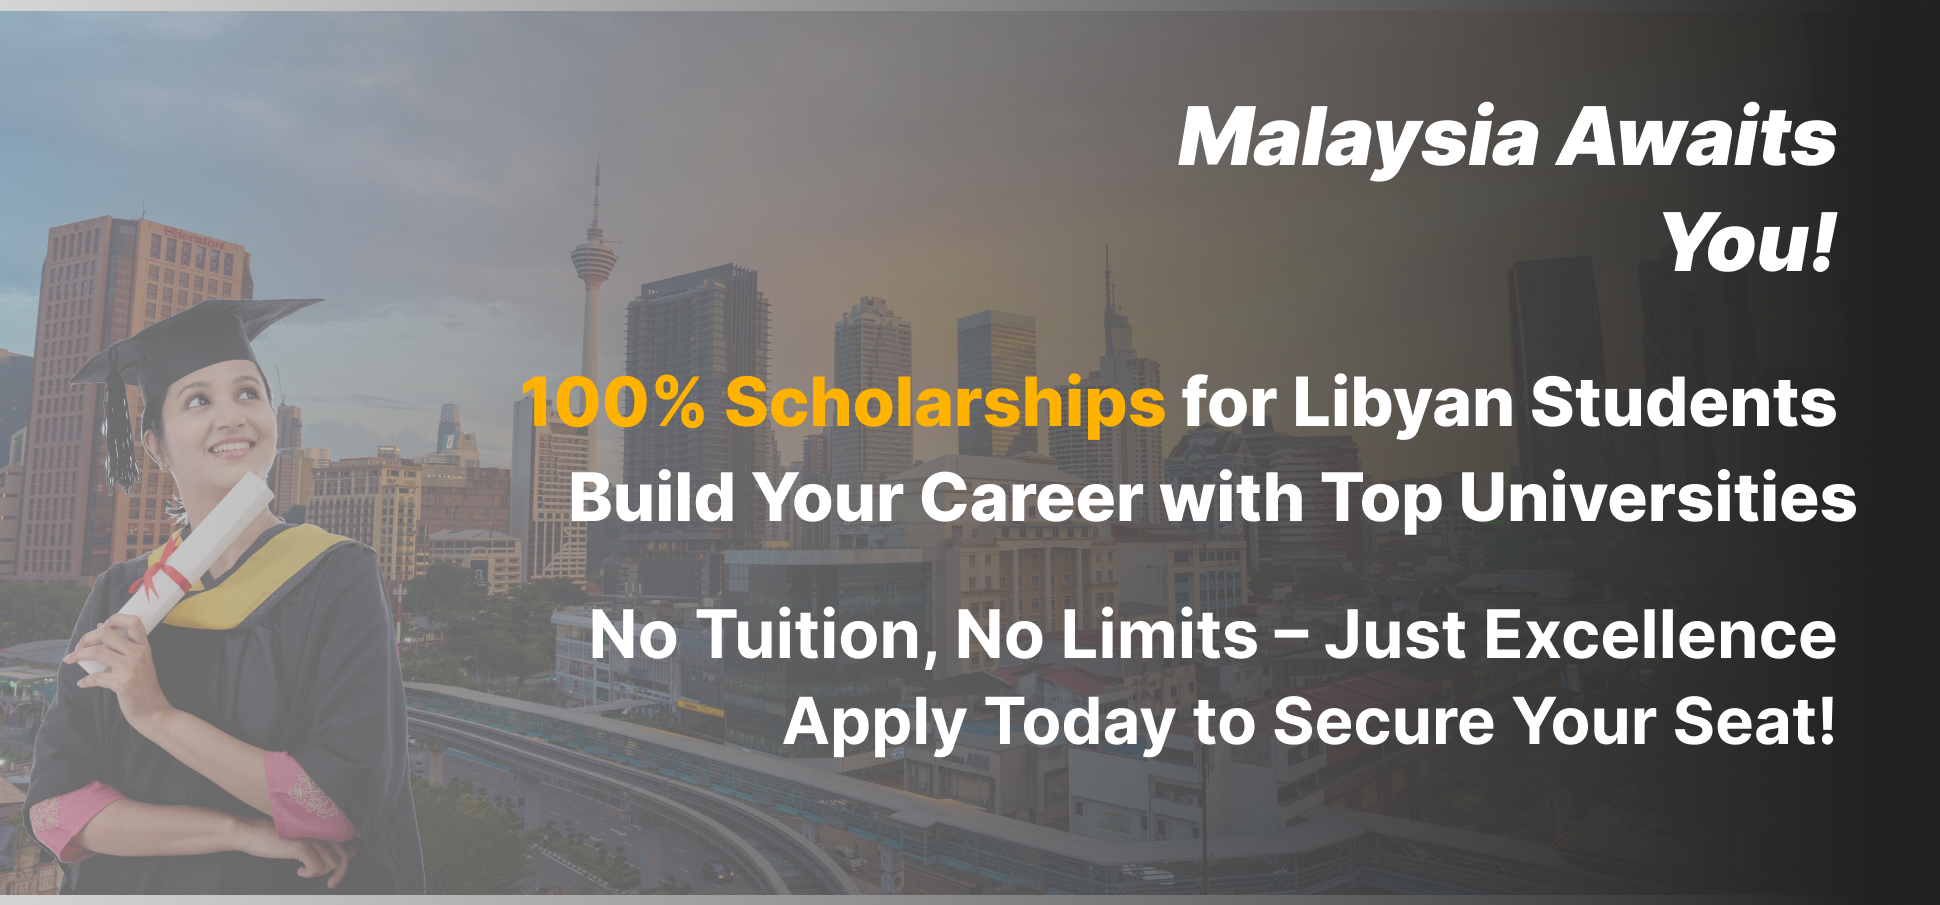 Malaysia Awaits
You!
Sheraton
100% Scholarships for Libyan Students
Build Your Career with Top Universities
No Tuition, No Limits – Just Excellence
Apply Today to Secure Your Seat!